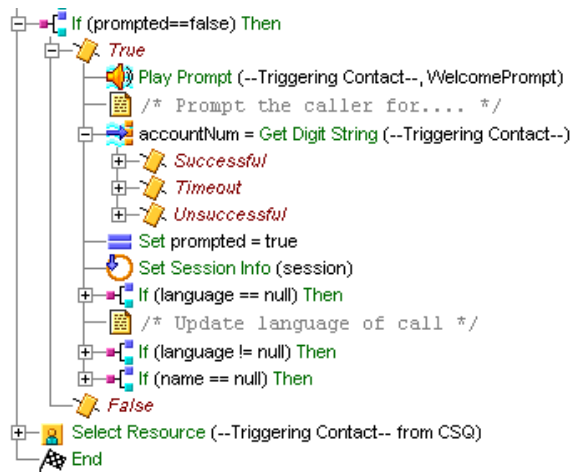 If (prompted==false) Then
True
Play Prompt (--Triggering Contact--, WelcomePrompt)
/* Prompt the caller for.... */
accountNum = Get Digit String (--Triggering Contact--)
Successful
Timeout
Unsuccessful
Set prompted = true
Set Session Info (session)
If (language == null) Then
/* Update language of call */
If (language != null) Then
If (name == null) Then
False
Select Resource (--Triggering Contact-- from CSQ)
End